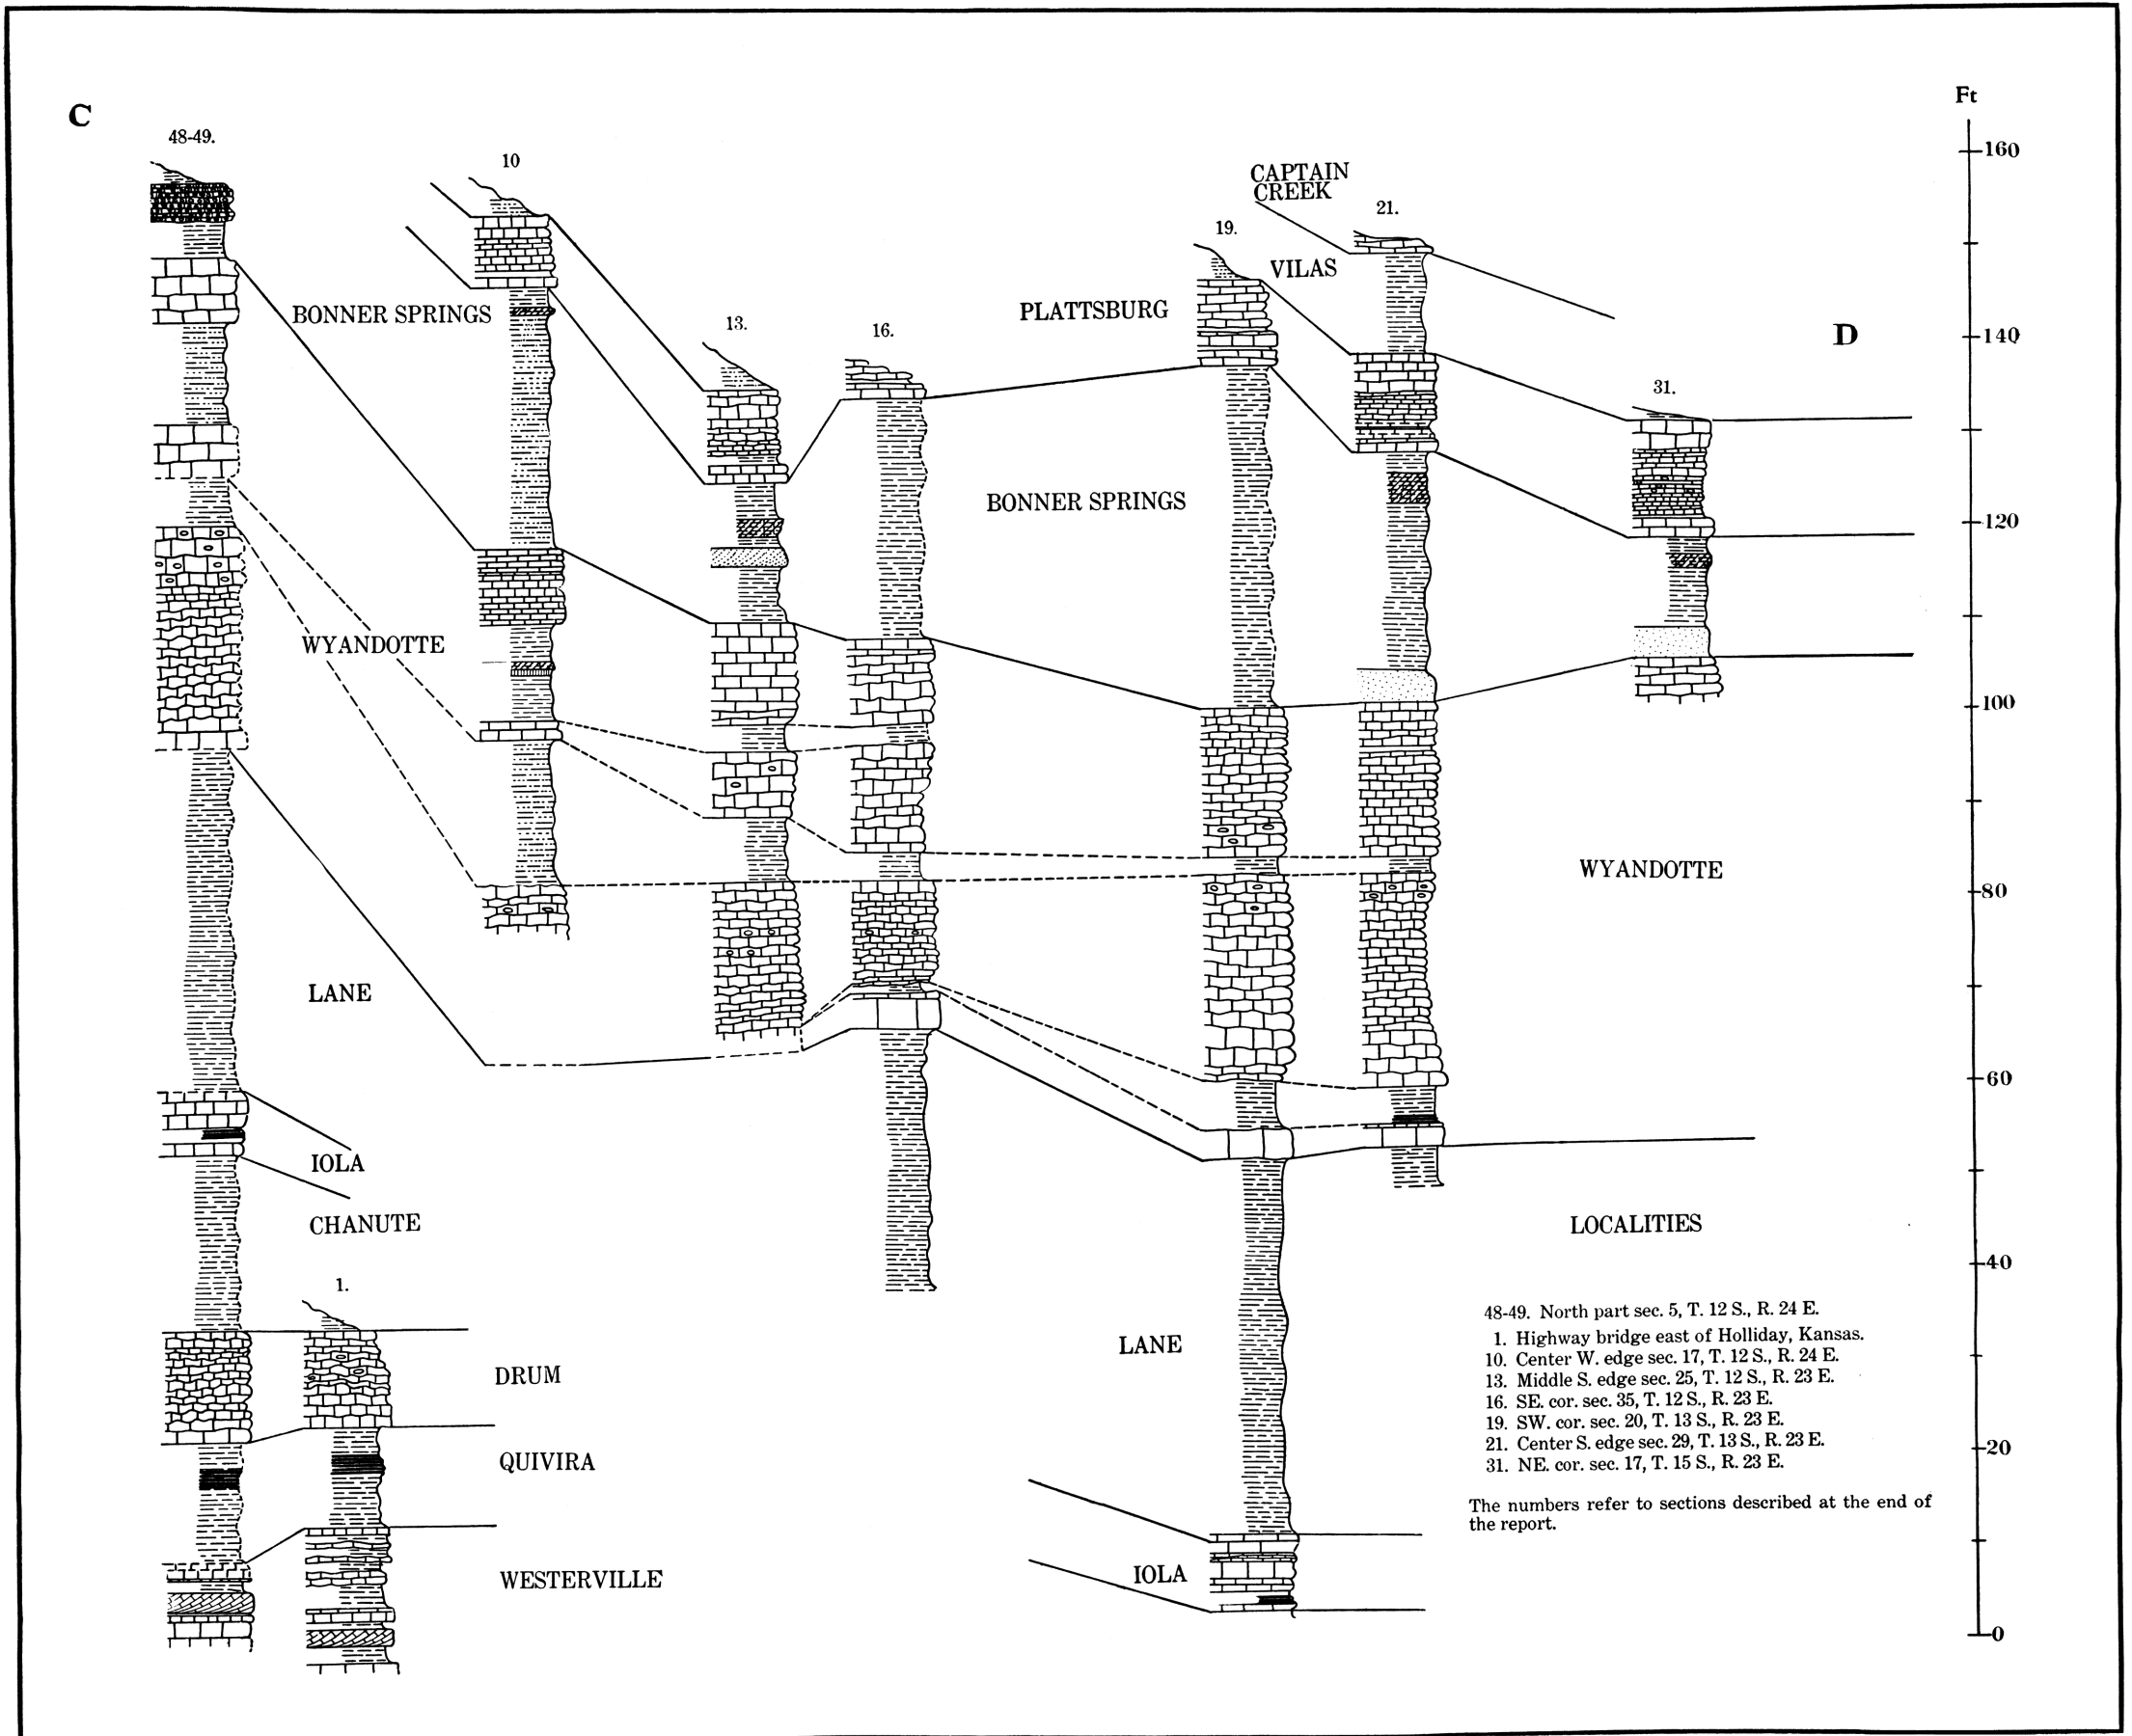 C
Ft
48-49.
10
160
CAPTAIN
CREEK
21.
19.
VILAS
BONNER SPRINGS
PLATTSBURG
13.
16.
140
D
31.
BONNER SPRINGS
120
WYANDOTTE
100
WYANDOTTE
80
LANE
60
IOLA
CHANUTE
LOCALITIES
40
1.
48-49. North part sec. 5, T. 12 S., R. 24 E.
1. Highway bridge east of Holliday, Kansas.
10. Center W. edge sec. 17, T. 12 S., R. 24 E.
13. Middle S. edge sec. 25, T. 12 S., R. 23 E.
16. SE. cor. sec. 35, T. 12 S., R. 23 E.
19. SW. cor. sec. 20, T. 13 S., R. 23 E.
21. Center S. edge sec. 29, T. 13 S., R. 23 E.
31. NE. cor. sec. 17, T. 15 S., R. 23 E.
LANE
DRUM
20
QUIVIRA
The numbers refer to sections described at the end of
the report.
IOLA
WESTERVILLE
0